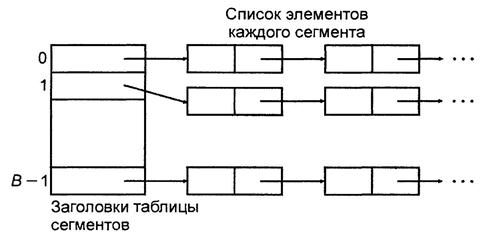 Список элементов
каждого сегмента
0
1
B – 1
Заголовки таблицы
сегментов